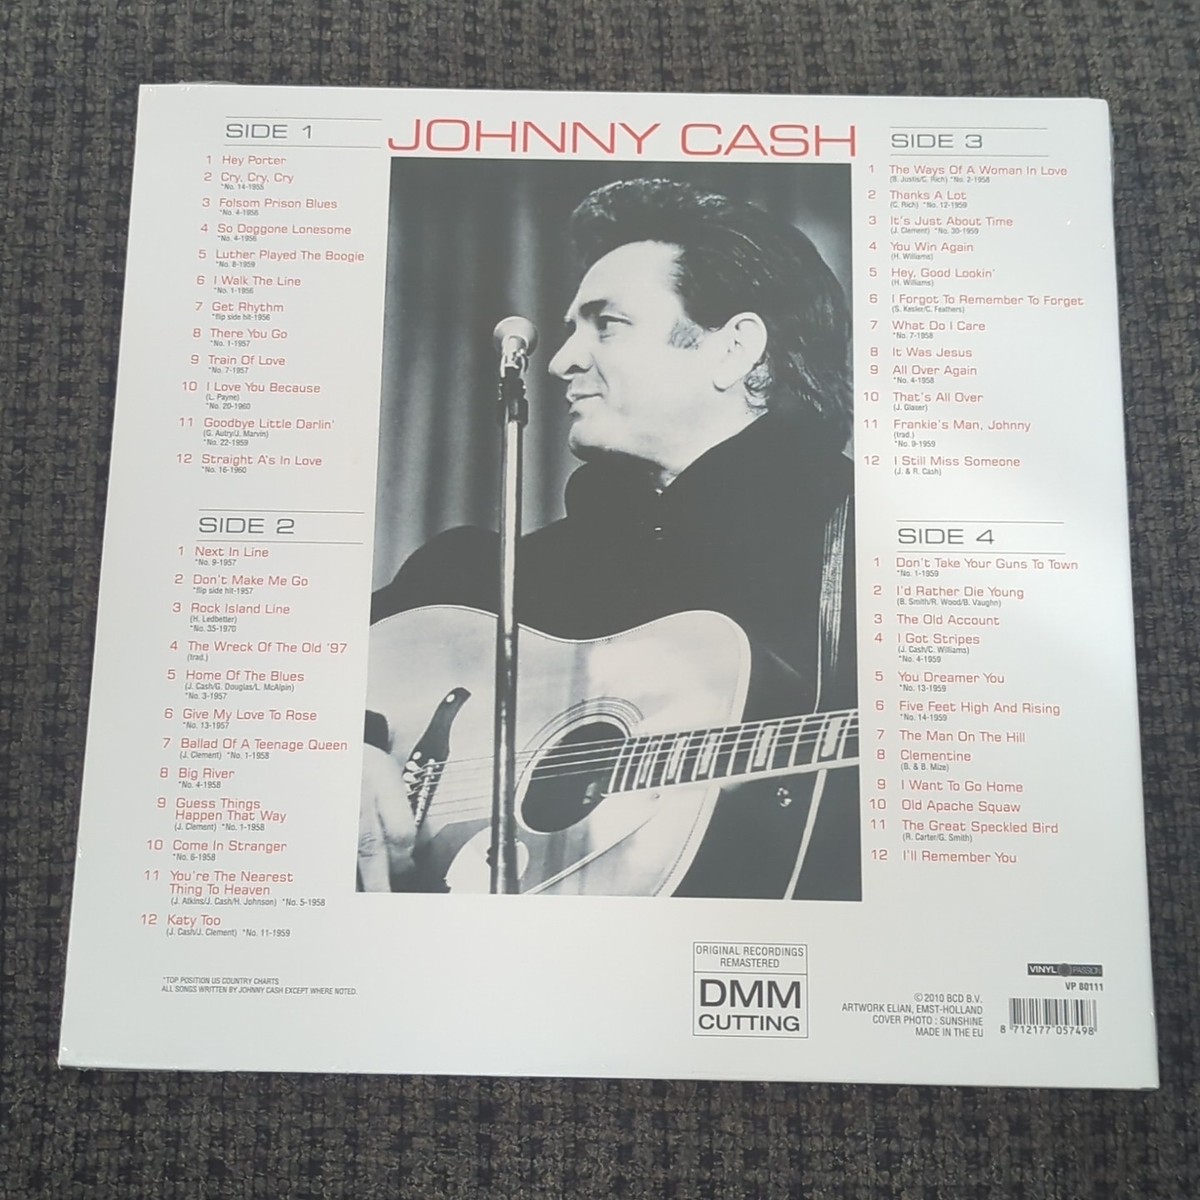 JOHNNY CASH
SIDE 1
1 Hey Porter
2 Cry, Cry, Cry
*No. 14-1955
3 Folsom Prison Blues
*No. 4-1956
4 So Doggone Lonesome
*No. 4-1956
5 Luther Played The Boogie
*No. 8-1959
6 I Walk The Line
*No. 1-1956
7 Get Rhythm
*flip side hit-1956
8 There You Go
*No. 1-1957
9 Train Of Love
*No. 7-1957
10 I Love You Because
(L. Payne)
*No. 20-1960
11 Goodbye Little Darlin'
(G. Autry/J. Marvin)
*No. 22-1959
12 Straight A's In Love
*No. 16-1960
SIDE 2
1 Next In Line
*No. 9-1957
2 Don't Make Me Go
*flip side hit-1957
3 Rock Island Line
(H. Ledbetter)
*No. 35-1970
4 The Wreck Of The Old '97
(trad.)
5 Home Of The Blues
(J. Cash/G. Douglas/L. McAlpin)
*No. 3-1957
6 Give My Love To Rose
*No. 13-1957
7 Ballad Of A Teenage Queen
(J. Clement) *No. 1-1958
8 Big River
*No. 4-1958
9 Guess Things
Happen That Way
(J. Clement) *No. 1-1958
10 Come In Stranger
*No. 6-1958
11 You're The Nearest
Thing To Heaven
(J. Atkins/J. Cash/H. Johnson) *No. 5-1958
12 Katy Too
(J. Cash/J. Clement) *No. 11-1959
*TOP POSITION US COUNTRY CHARTS
ALL SONGS WRITTEN BY JOHNNY CASH EXCEPT WHERE NOTED.
SIDE 3
1 The Ways Of A Woman In Love
(B. Justis/C. Rich) *No. 2-1958
2 Thanks A Lot
(C. Rich) *No. 12-1959
3 It's Just About Time
(J. Clement) *No. 30-1959
4 You Win Again
(H. Williams)
5 Hey, Good Lookin'
(H. Williams)
6 I Forgot To Remember To Forget
(S. Kesler/C. Feathers)
7 What Do I Care
*No. 7-1958
8 It Was Jesus
9 All Over Again
*No. 4-1958
10 That's All Over
(J. Glaser)
11 Frankie's Man, Johnny
(trad.)
*No. 9-1959
12 I Still Miss Someone
(J. & R. Cash)
SIDE 4
1 Don't Take Your Guns To Town
*No. 1-1959
2 I'd Rather Die Young
(B. Smith/R. Wood/B. Vaughn)
3 The Old Account
4 I Got Stripes
(J. Cash/C. Williams)
*No. 4-1959
5 You Dreamer You
*No. 13-1959
6 Five Feet High And Rising
*No. 14-1959
7 The Man On The Hill
8 Clementine
(B. & B. Mize)
9 I Want To Go Home
10 Old Apache Squaw
11 The Great Speckled Bird
(R. Carter/G. Smith)
12 I'll Remember You
ORIGINAL RECORDINGS
REMASTERED
DMM
CUTTING
© 2010 BCD B.V.
ARTWORK ELIAN, EMST-HOLLAND
COVER PHOTO : SUNSHINE
MADE IN THE EU
VINYL PASSION
VP 80111
8 712177 057498